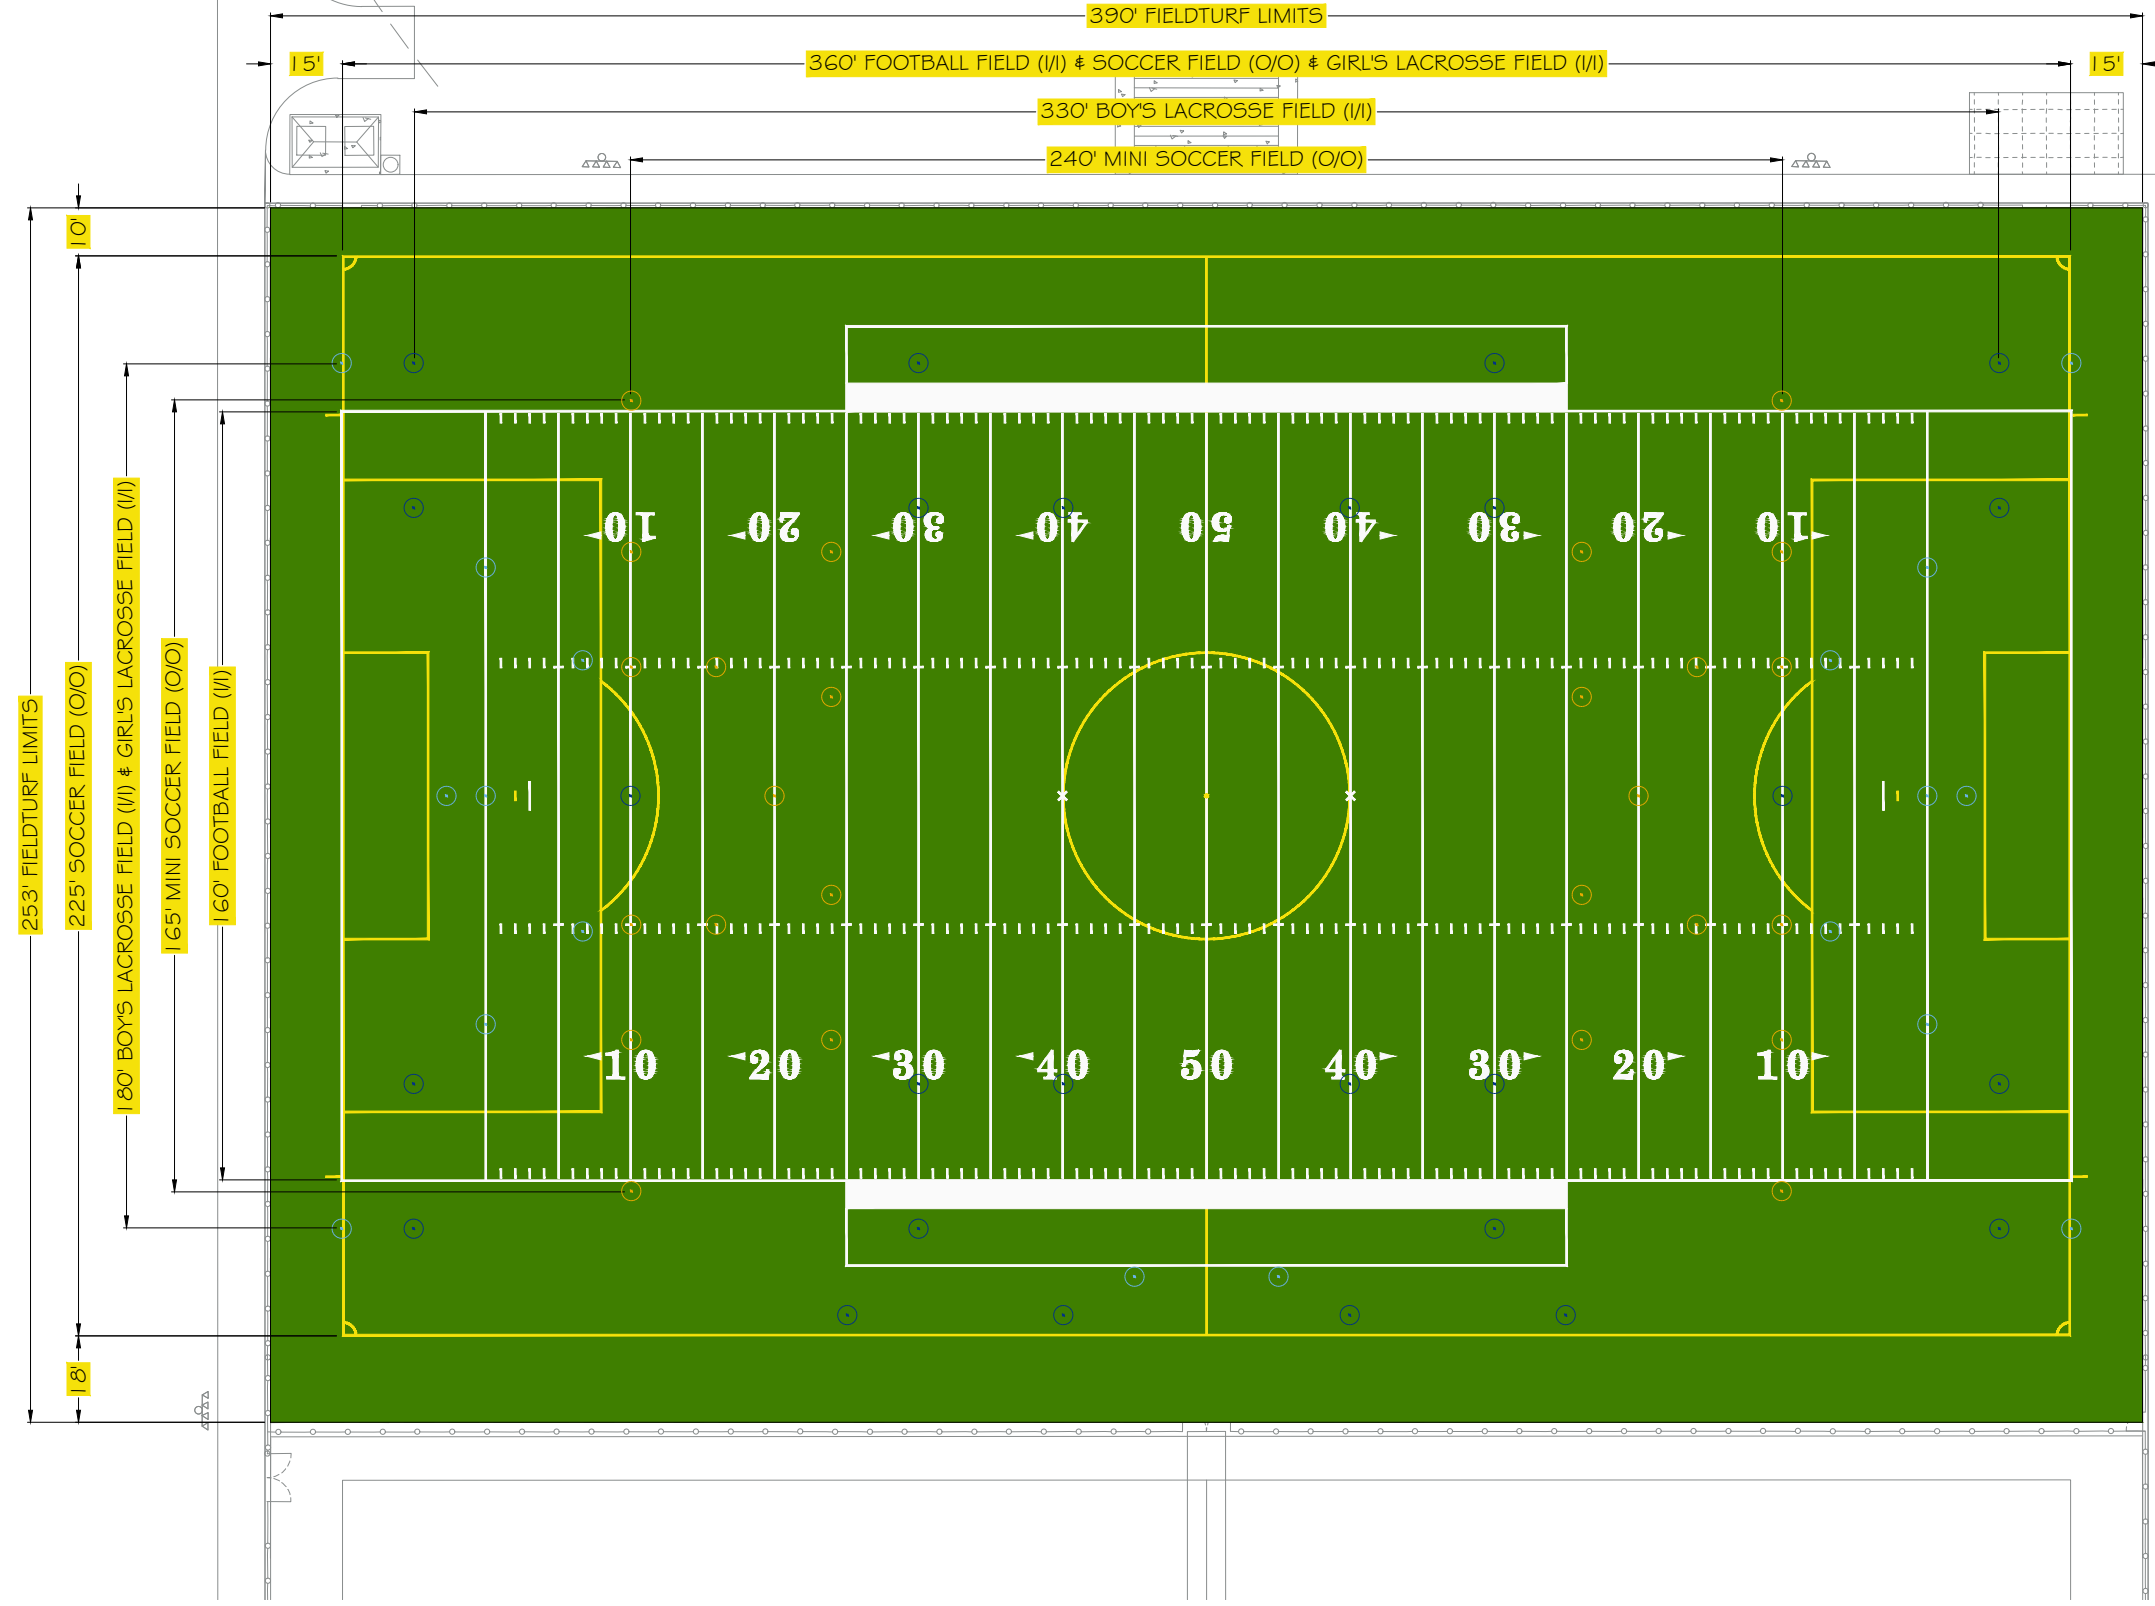 390' FIELDTURF LIMITS
15'
360' FOOTBALL FIELD (I/I) & SOCCER FIELD (O/O) & GIRL'S LACROSSE FIELD (I/I)
15'
330' BOY'S LACROSSE FIELD (I/I)
240' MINI SOCCER FIELD (O/O)
10'
253' FIELDTURF LIMITS
225' SOCCER FIELD (O/O)
180' BOY'S LACROSSE FIELD (I/I) & GIRL'S LACROSSE FIELD (I/I)
165' MINI SOCCER FIELD (O/O)
160' FOOTBALL FIELD (I/I)
18'
10 20 30 40 50 40 30 20 10
10 20 30 40 50 40 30 20 10